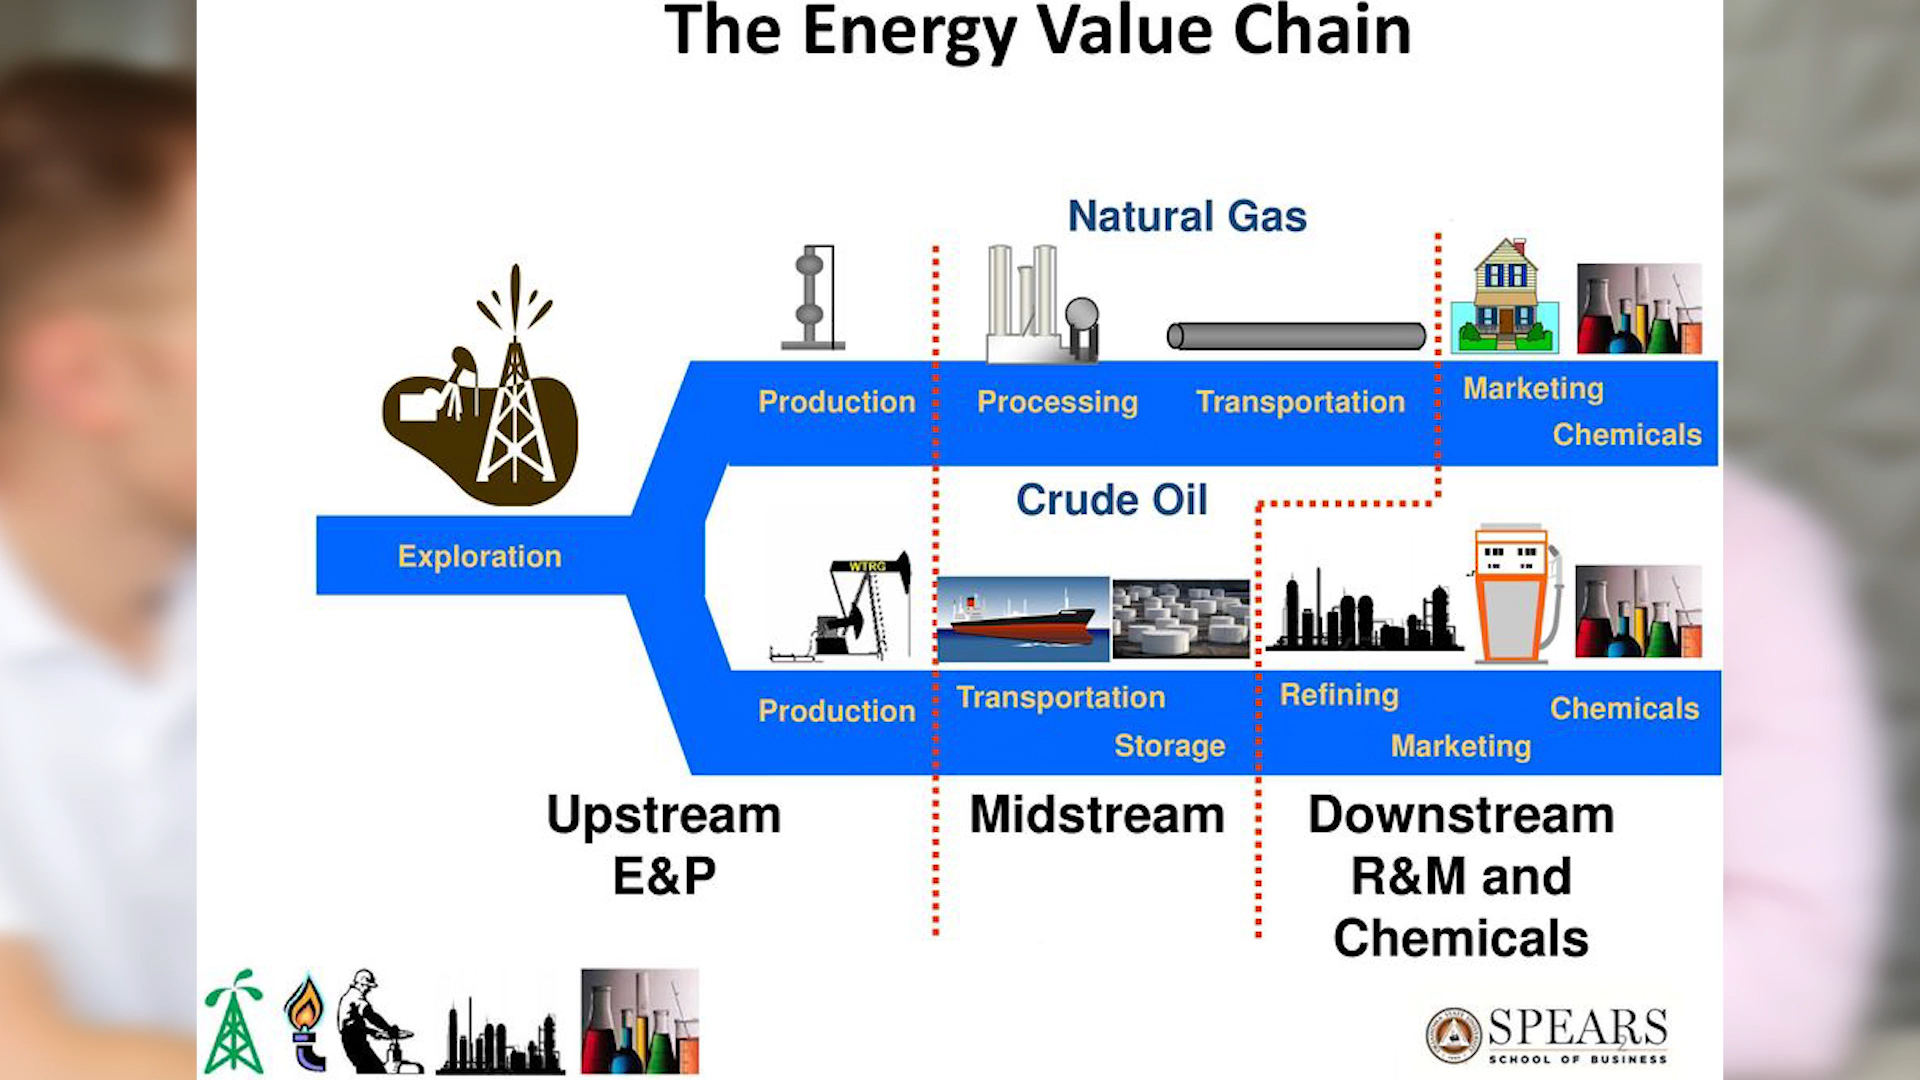 The Energy Value Chain
Natural Gas
Production
Processing
Transportation
Marketing
Chemicals
Exploration
Crude Oil
WTRG
Production
Transportation
Storage
Refining
Marketing
Chemicals
Upstream
E&P
Midstream
Downstream
R&M and
Chemicals
SPEARS
SCHOOL OF BUSINESS